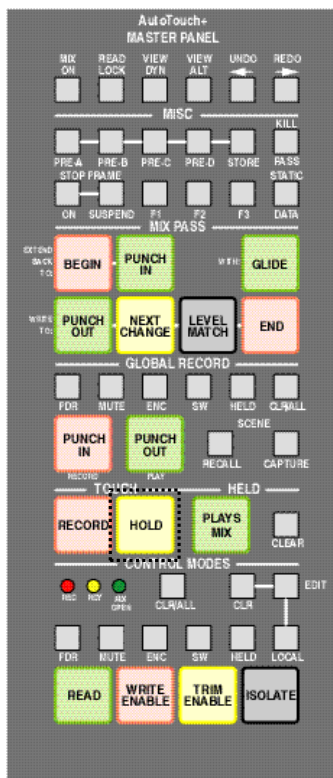 AutoTouch+
MASTER PANEL
MIX ON READ LOCK VIEW DYN VIEW ALT UNDO REDO
MISC
KILL
PRE-A PRE-B PRE-C PRE-D STORE PASS
STOP FRAME STATIC
ON SUSPEND F1 F2 F3 DATA
MIX PASS
EXTEND BACK TO: BEGIN PUNCH IN WITH: GLIDE
WRITE TO: PUNCH OUT NEXT CHANGE LEVEL MATCH END
GLOBAL RECORD
FDR MUTE ENC SW HELD CLR/ALL
SCENE
PUNCH IN PUNCH OUT
RECORD PLAY RECALL CAPTURE
TOUCH HELD
RECORD HOLD PLAYS MIX CLEAR
CONTROL MODES
REC RDY MIX OPEN CLR/ALL CLR EDIT
FDR MUTE ENC SW HELD LOCAL
READ WRITE ENABLE TRIM ENABLE ISOLATE